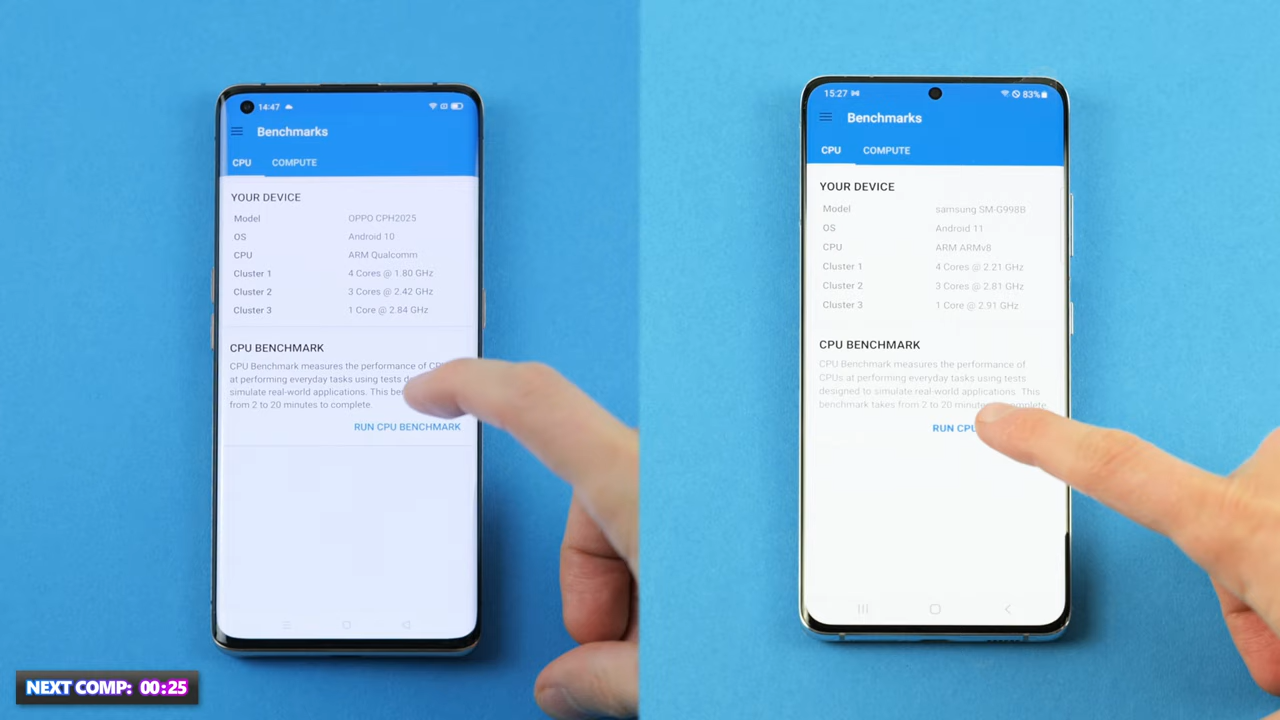 14:47
Benchmarks
CPU COMPUTE
YOUR DEVICE
Model OPPO CPH2025
OS Android 10
CPU ARM Qualcomm
Cluster 1 4 Cores @ 1.80 GHz
Cluster 2 3 Cores @ 2.42 GHz
Cluster 3 1 Core @ 2.84 GHz
CPU BENCHMARK
CPU Benchmark measures the performance of
at performing everyday tasks using tests
simulate real-world applications. This
from 2 to 20 minutes to complete.
RUN CPU BENCHMARK
15:27 83%
Benchmarks
CPU COMPUTE
YOUR DEVICE
Model samsung SM-G998B
OS Android 11
CPU ARM ARMv8
Cluster 1 4 Cores @ 2.21 GHz
Cluster 2 3 Cores @ 2.81 GHz
Cluster 3 1 Core @ 2.91 GHz
CPU BENCHMARK
CPU Benchmark measures the performance of
CPUs at performing everyday tasks using tests
designed to simulate real-world applications. This
benchmark takes from 2 to 20 minutes complete
RUN CPU
NEXT COMP: 00:25